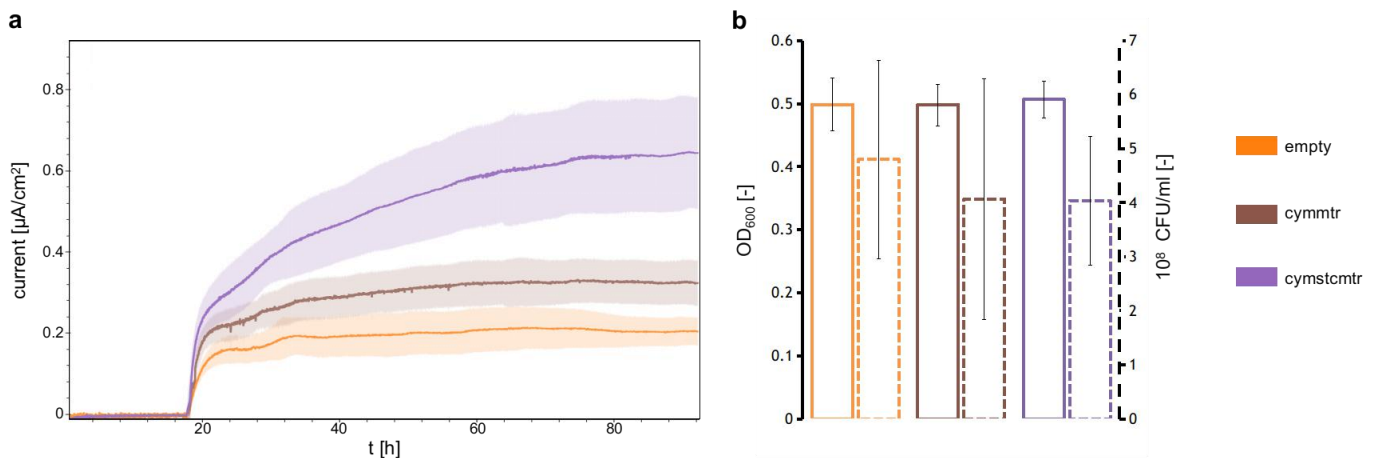 a
current [µA/cm²]
0.8
0.6
0.4
0.2
0
20
40
60
80
t [h]
b
OD₆₀₀ [-]
0.6
0.5
0.4
0.3
0.2
0.1
0
7
6
5
4
3
2
1
0
10⁸ CFU/ml [-]
empty
cymmtr
cymstcmtr